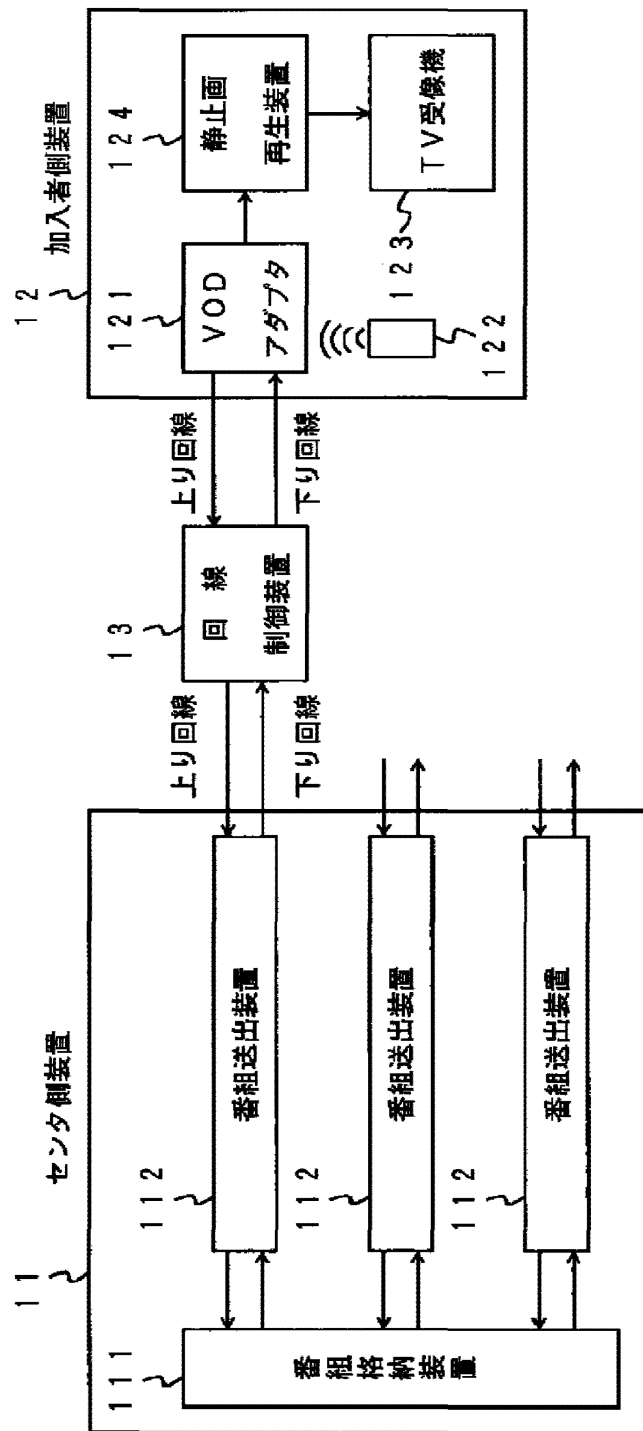 11
センタ側装置
111
番組格納装置
112
番組送出装置
112
番組送出装置
112
番組送出装置
上り回線
下り回線
13
回線
制御装置
上り回線
下り回線
12
加入者側装置
121
VOD
アダプタ
122
124
静止画
再生装置
123
TV受像機